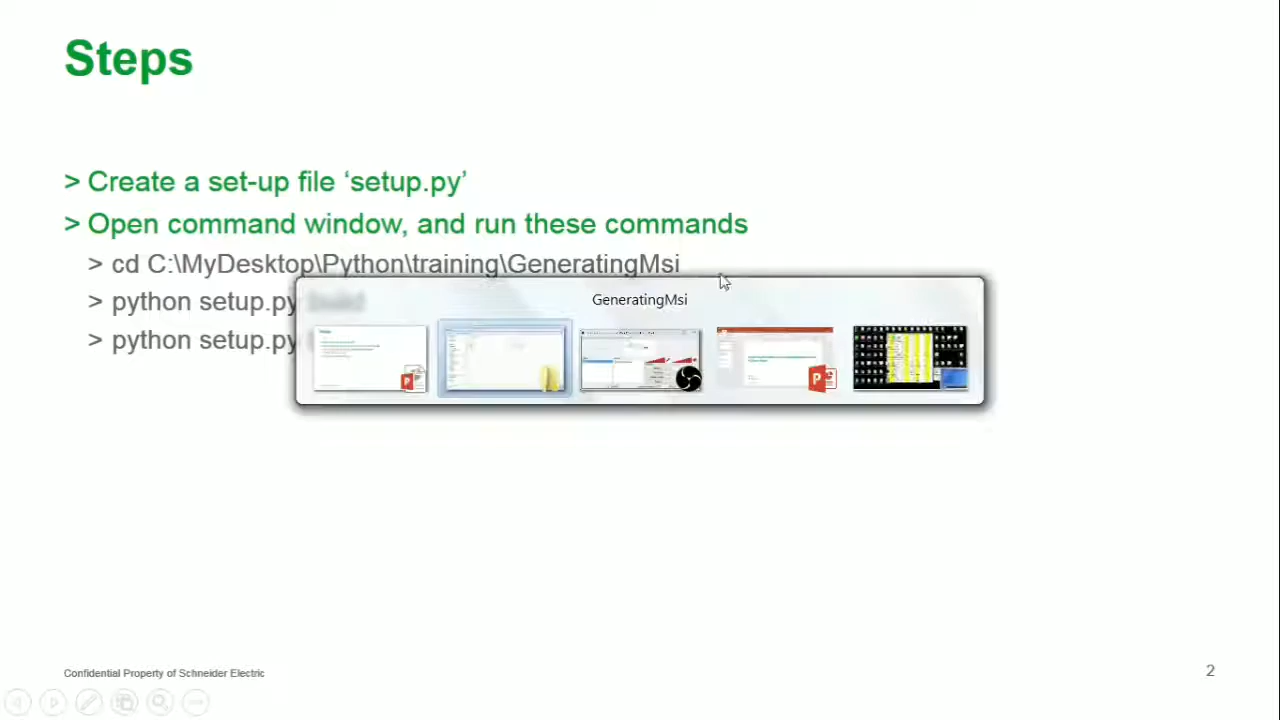 Steps
> Create a set-up file ‘setup.py’
> Open command window, and run these commands
> cd C:\MyDesktop\Python\training\GeneratingMsi
> python setup.py build
GeneratingMsi
> python setup.py
Confidential Property of Schneider Electric
2